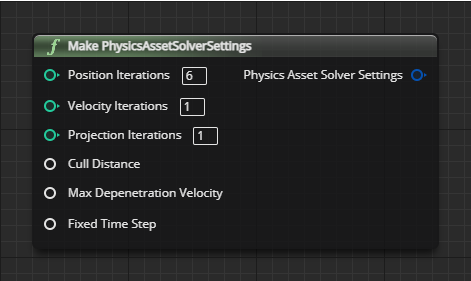 f Make PhysicsAssetSolverSettings
Position Iterations 6 Physics Asset Solver Settings
Velocity Iterations 1
Projection Iterations 1
Cull Distance
Max Depenetration Velocity
Fixed Time Step